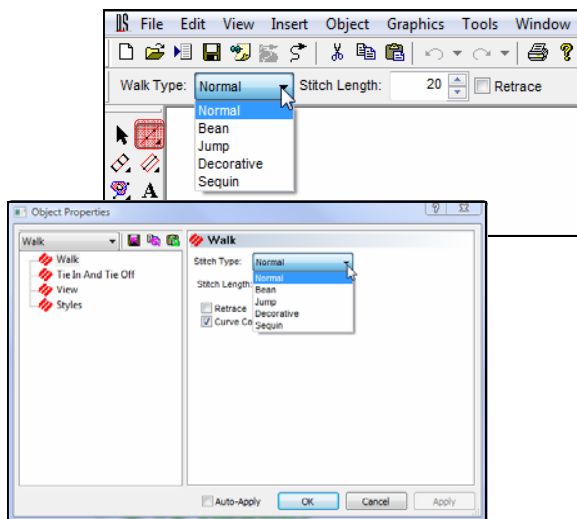 File Edit View Insert Object Graphics Tools Window
Walk Type: Normal Stitch Length: 20 Retrace
Normal
Bean
Jump
Decorative
Sequin
A
Object Properties
Walk
Walk
Tie In And Tie Off
View
Styles
Walk
Stitch Type: Normal
Normal
Stitch Length:
Bean
Jump
Retrace
Decorative
Curve Co
Sequin
Auto-Apply OK Cancel Apply